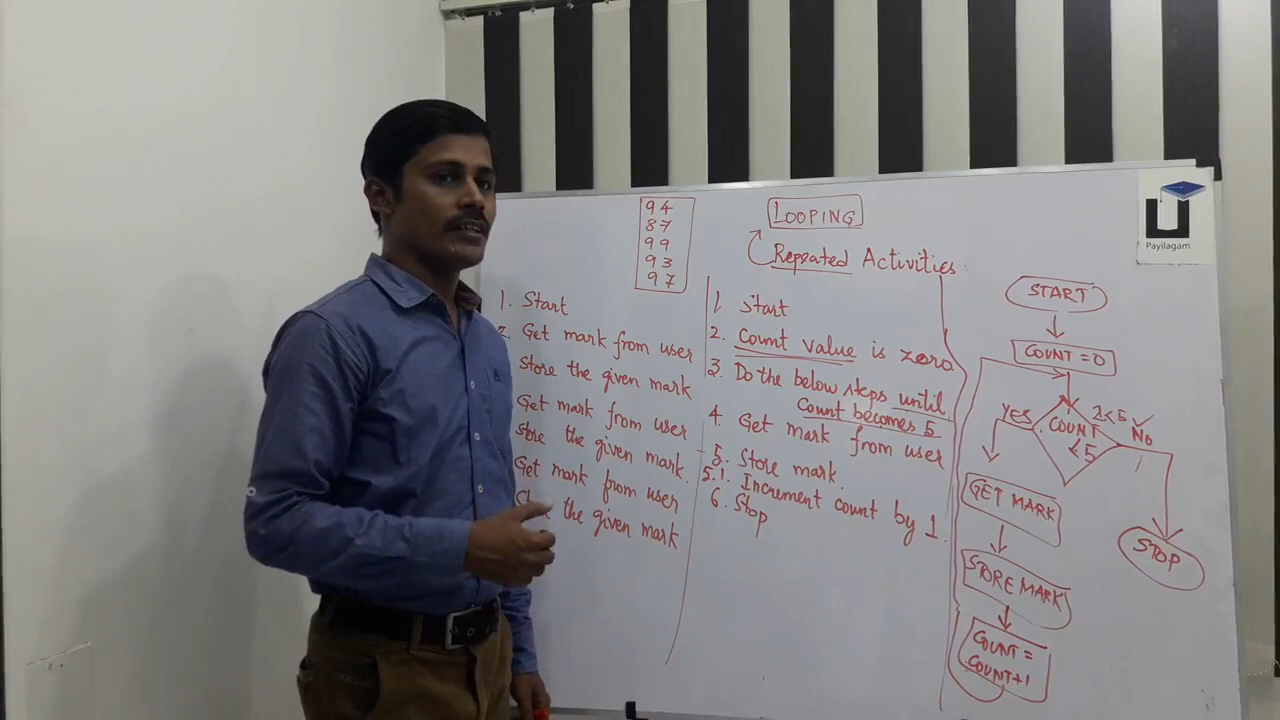 94
87
99
93
97
LOOPING
Repeated Activities
Payilagam
1. Start
2. Get mark from user
Store the given mark
Get mark from user
store the given mark.
Get mark from user
the given mark
1. Start
2. Count value is zero.
3. Do the below steps until
Count becomes 5
4. Get mark from user
5. Store mark.
5.1. Increment count by 1.
6. Stop
START
COUNT = 0
YES
COUNT
5
NO
GET MARK
STORE MARK
COUNT =
COUNT+1
STOP